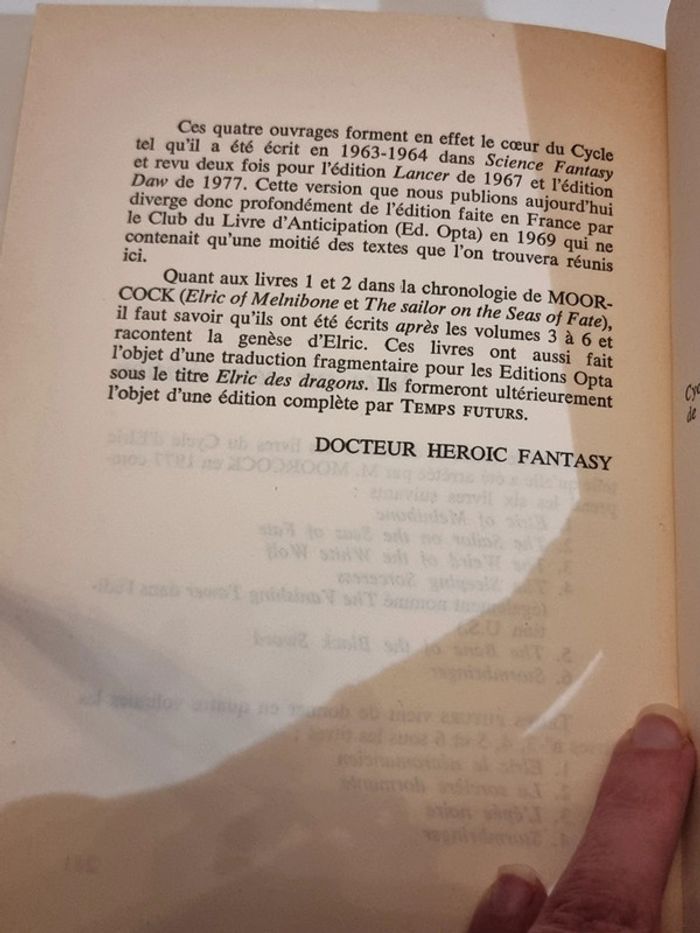 Ces quatre ouvrages forment en effet le cœur du Cycle
tel qu'il a été écrit en 1963-1964 dans Science Fantasy
et revu deux fois pour l'édition Lancer de 1967 et l'édition
Daw de 1977. Cette version que nous publions aujourd'hui
diverge donc profondément de l'édition faite en France par
le Club du Livre d'Anticipation (Ed. Opta) en 1969 qui ne
contenait qu'une moitié des textes que l'on trouvera réunis
ici.
Quant aux livres 1 et 2 dans la chronologie de MOOR-
COCK (Elric of Melnibone et The sailor on the Seas of Fate),
il faut savoir qu'ils ont été écrits après les volumes 3 à 6 et
racontent la genèse d'Elric. Ces livres ont aussi fait
l'objet d'une traduction fragmentaire pour les Editions Opta
sous le titre Elric des dragons. Ils formeront ultérieurement
l'objet d'une édition complète par TEMPS FUTURS.
DOCTEUR HEROIC FANTASY
de